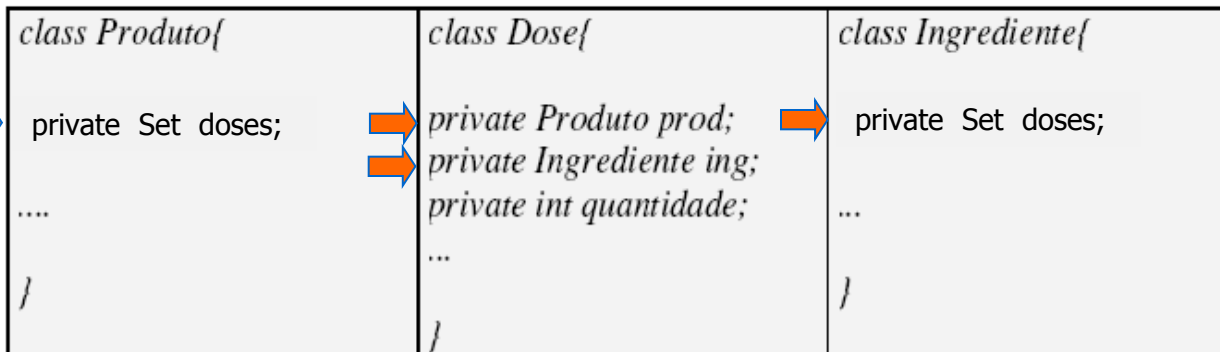 class Produto{
private Set doses;
....
}
class Dose{
private Produto prod;
private Ingrediente ing;
private int quantidade;
...
}
class Ingrediente{
private Set doses;
...
}